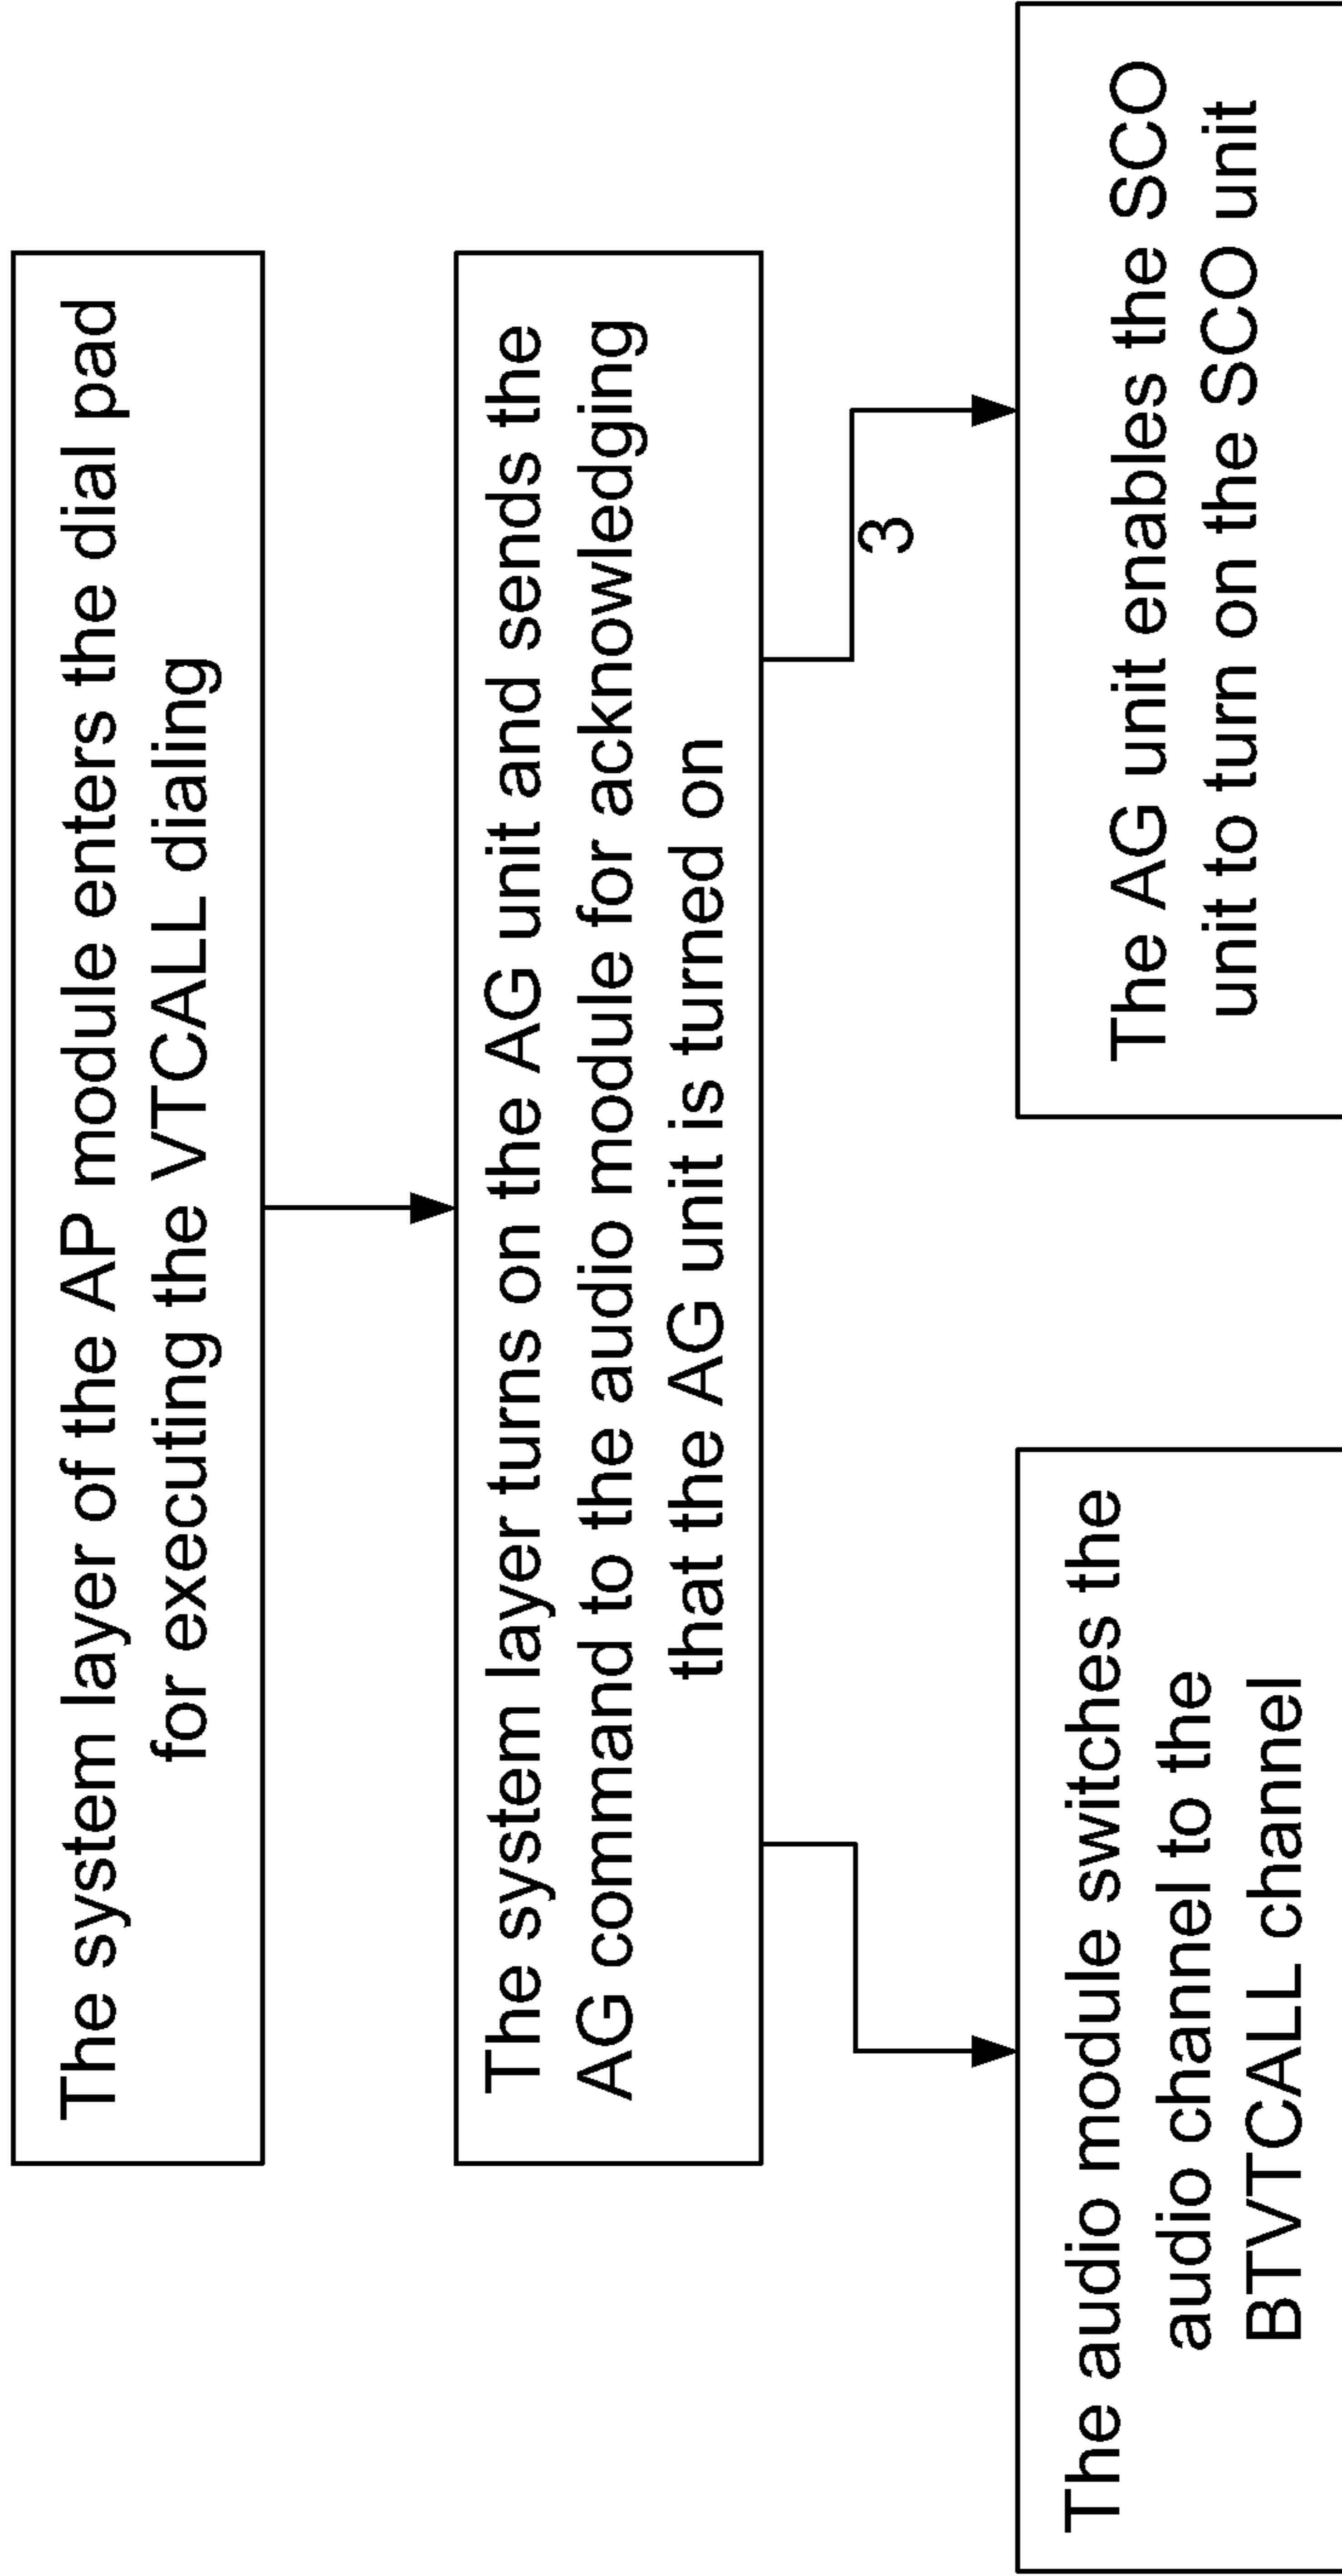 The system layer of the AP module enters the dial pad
for executing the VTCALL dialing
The system layer turns on the AG unit and sends the
AG command to the audio module for acknowledging
that the AG unit is turned on
3
The audio module switches the
audio channel to the
BTVTCALL channel
The AG unit enables the SCO
unit to turn on the SCO unit